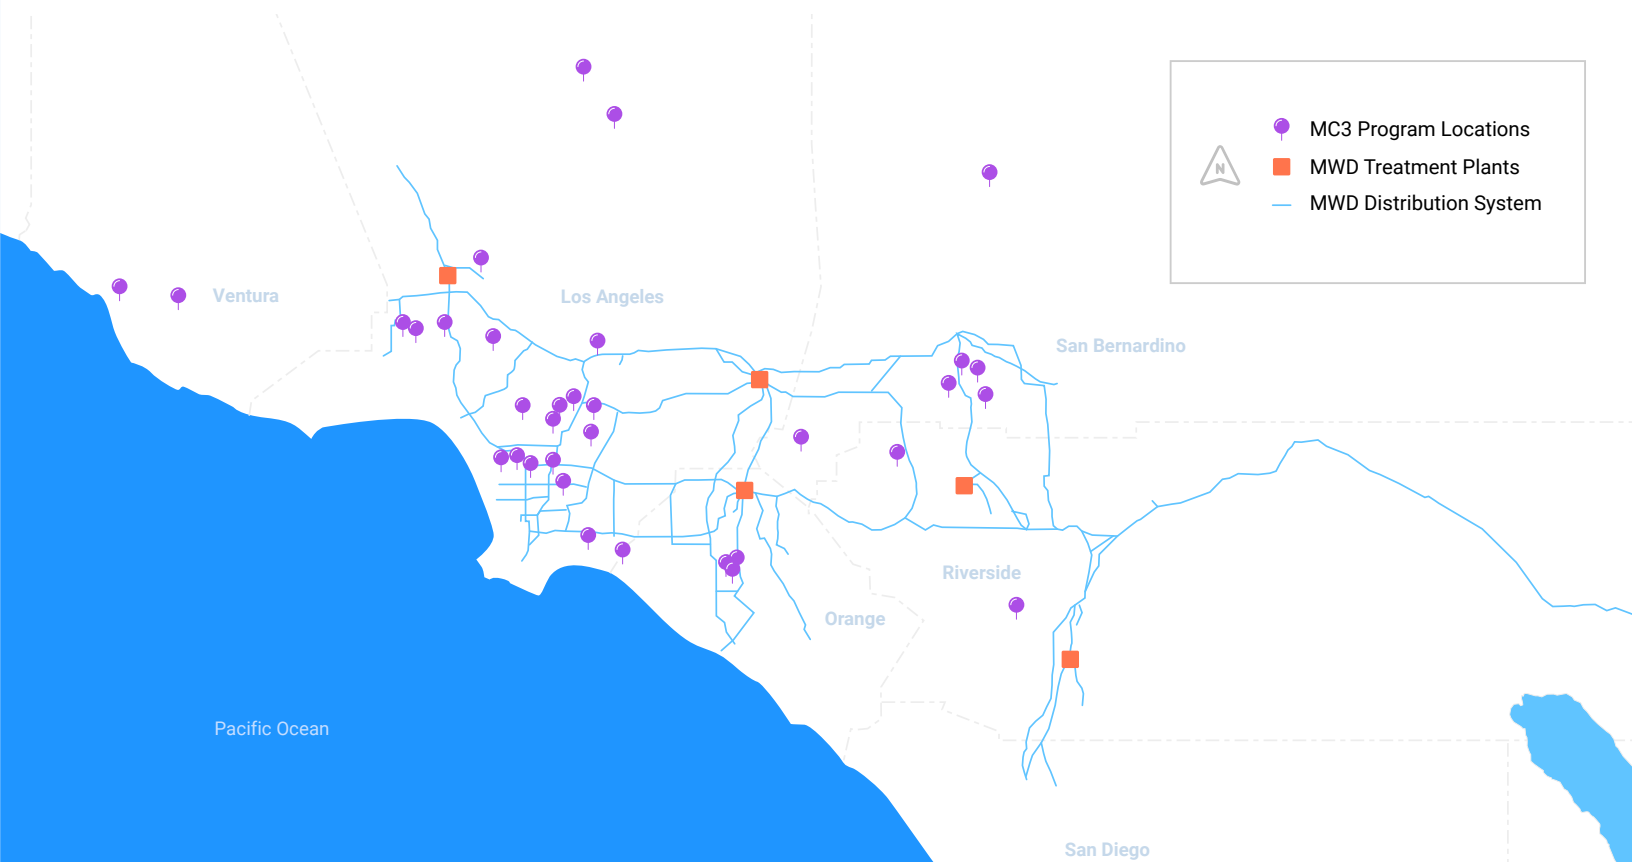 MC3 Program Locations
N
MWD Treatment Plants
MWD Distribution System
Ventura
Los Angeles
San Bernardino
Riverside
Orange
Pacific Ocean
San Diego